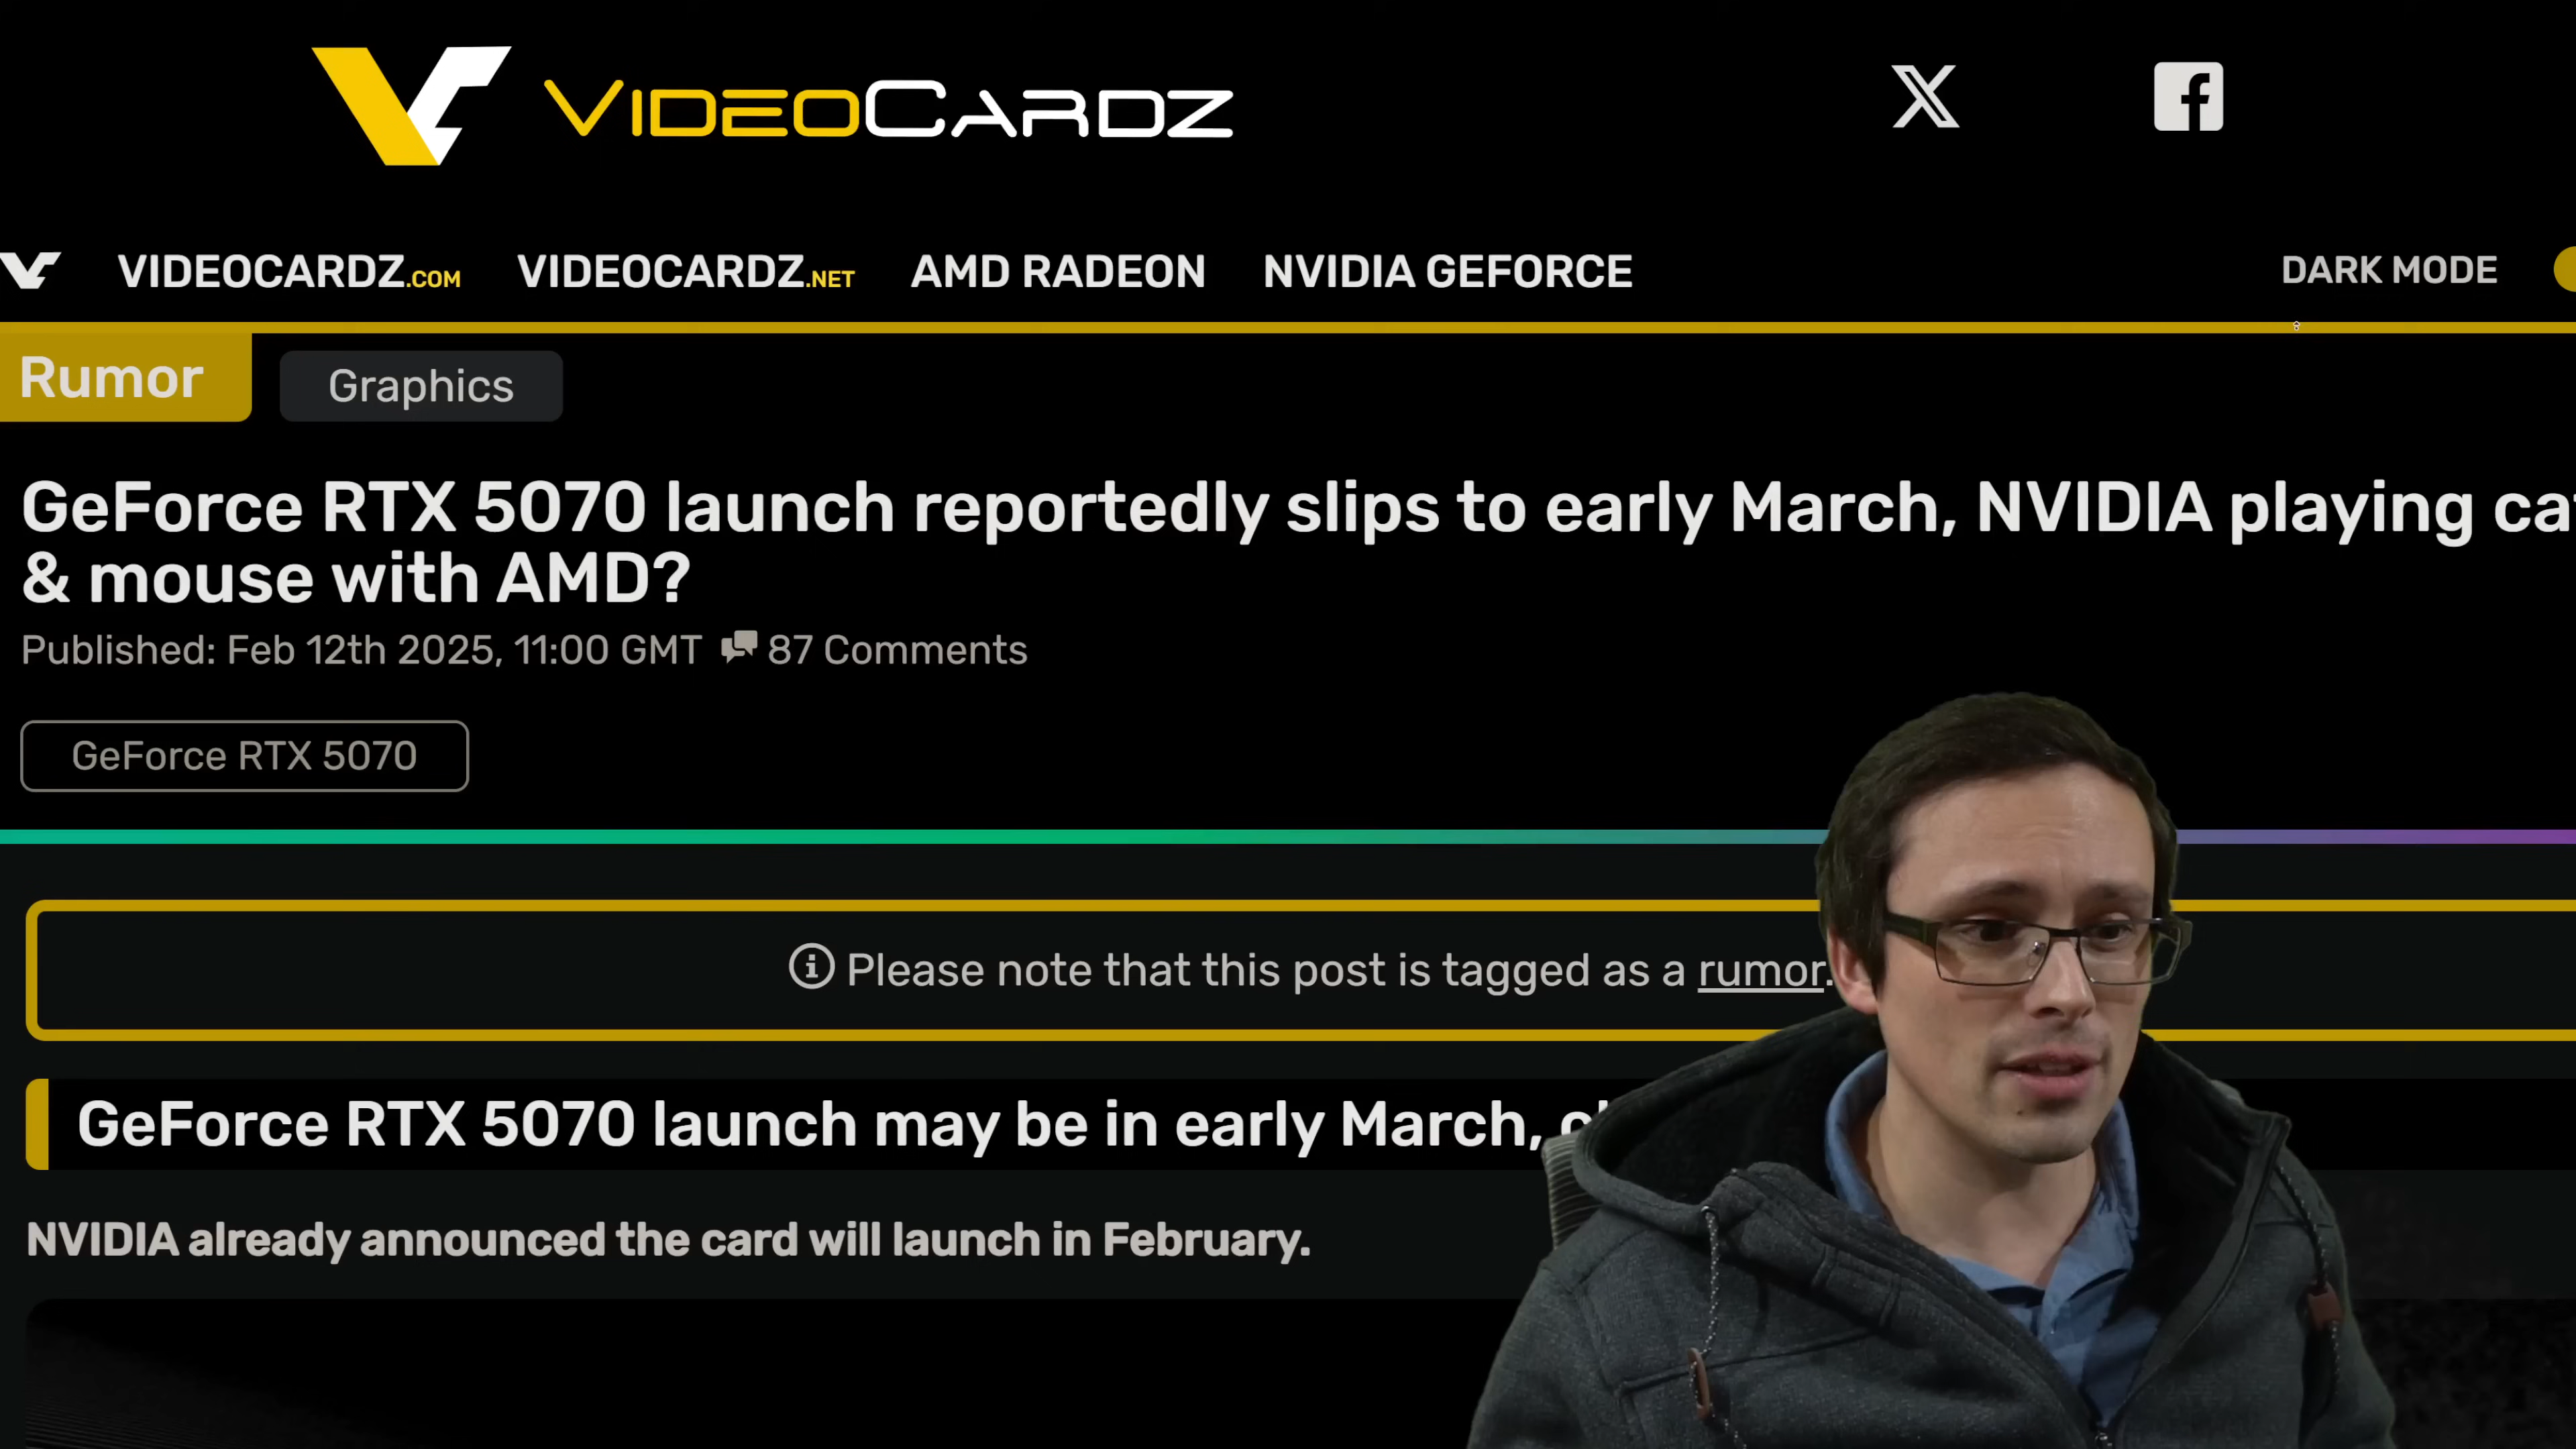 VIDEOCARDZ
VIDEOCARDZ.COM VIDEOCARDZ.NET AMD RADEON NVIDIA GEFORCE DARK MODE
Rumor Graphics
GeForce RTX 5070 launch reportedly slips to early March, NVIDIA playing
& mouse with AMD?
Published: Feb 12th 2025, 11:00 GMT 87 Comments
GeForce RTX 5070
Please note that this post is tagged as a rumor.
GeForce RTX 5070 launch may be in early March,
NVIDIA already announced the card will launch in February.